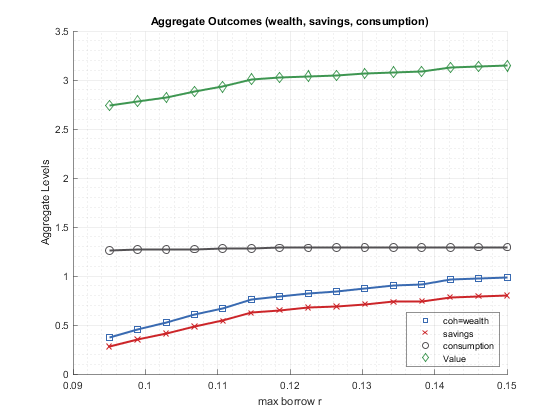 Aggregate Outcomes (wealth, savings, consumption)
3.5
3
2.5
2
1.5
1
0.5
0
Aggregate Levels
0.09
0.1
0.11
0.12
0.13
0.14
0.15
max borrow r
coh=wealth
savings
consumption
Value